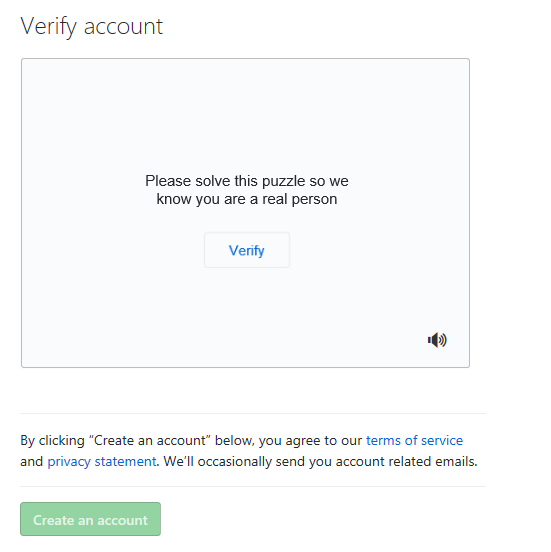 Verify account
Please solve this puzzle so we
know you are a real person
Verify
By clicking “Create an account” below, you agree to our terms of service
and privacy statement. We’ll occasionally send you account related emails.
Create an account